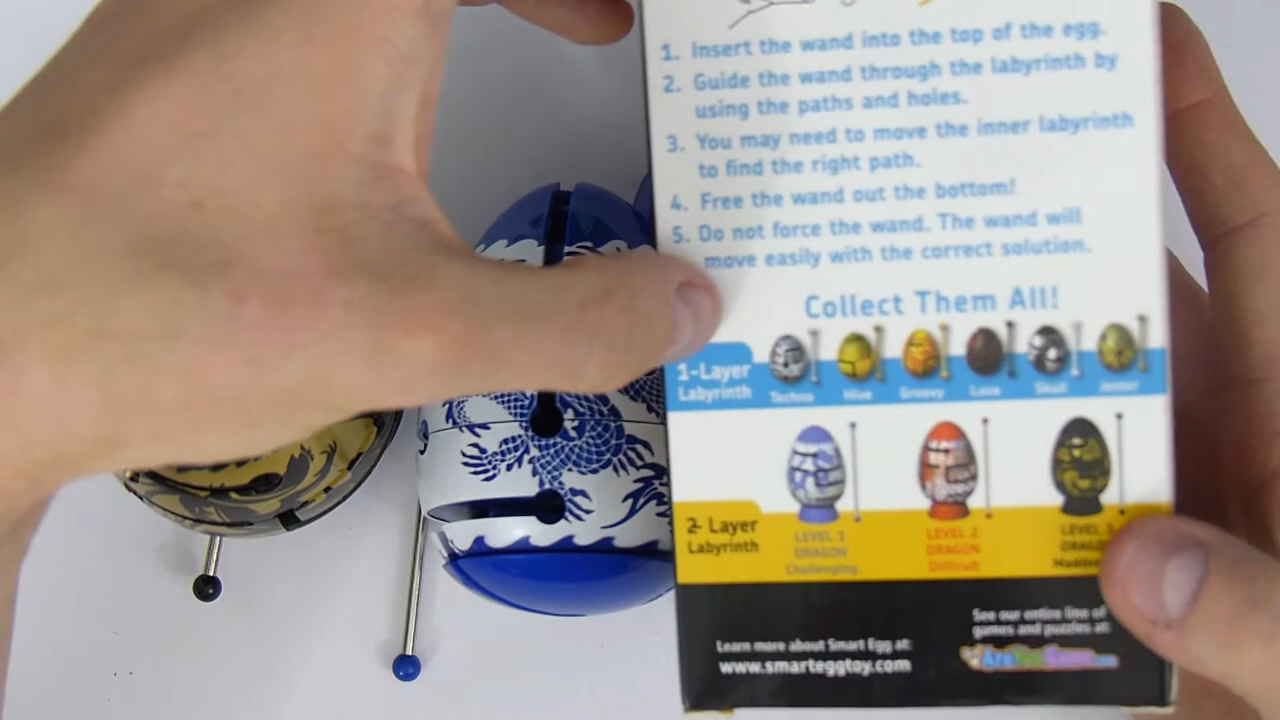 1. Insert the wand into the top of the egg.
2. Guide the wand through the labyrinth by
using the paths and holes.
3. You may need to move the inner labyrinth
to find the right path.
4. Free the wand out the bottom!
5. Do not force the wand. The wand will
move easily with the correct solution.
Collect Them All!
1-Layer
Labyrinth
Techno Hive Groovy Lava Skull Jester
2-Layer
Labyrinth
LEVEL 1
DRAGON
Challenging
LEVEL 2
DRAGON
Difficult
LEVEL
Learn more about Smart Egg at:
www.smarteggtoy.com
See our entire line of
games and puzzles at:
AreYouGame.com